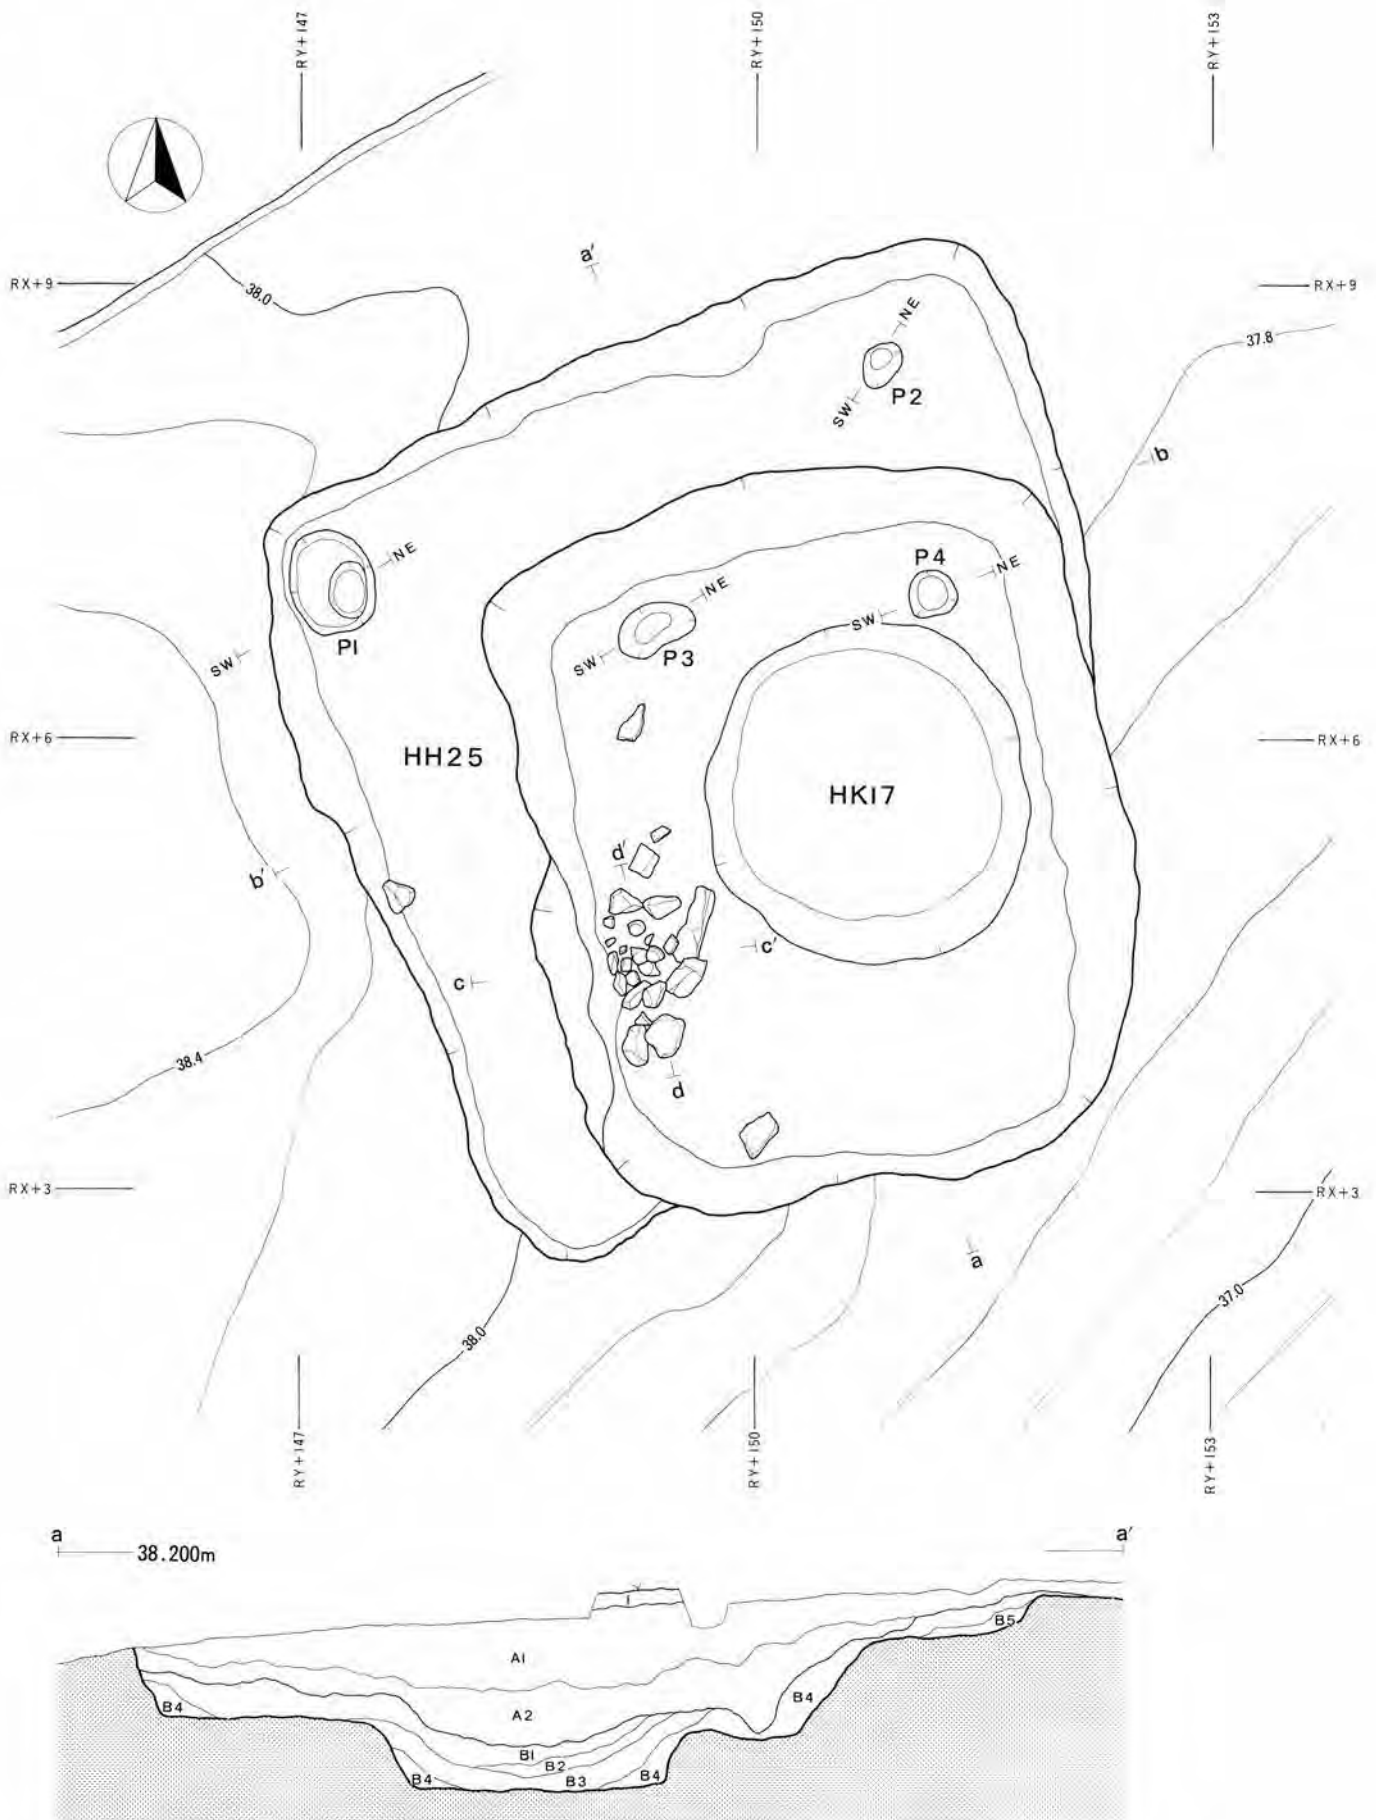 RY+147
RY+150
RY+153
a′
RX+9
38.0
RX+9
NE
37.8
SW
P2
b
NE
P1
SW
P4
NE
NE
SW
SW
P3
RX+6
HH25
HK17
RX+6
d′
b′
c′
c
38.4
d
RX+3
RX+3
a
37.0
38.0
RY+147
RY+150
RY+153
a
38.200m
a′
I
B5
A1
B4
B4
A2
B1
B2
B4
B3
B4